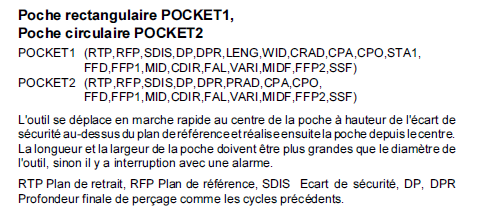 Poche rectangulaire POCKET1,
Poche circulaire POCKET2
POCKET1 (RTP,RFP,SDIS,DP,DPR,LENG,WID,CRAD,CPA,CPO,STA1,
FFD,FFP1,MID,CDIR,FAL,VARI,MIDF,FFP2,SSF)
POCKET2 (RTP,RFP,SDIS,DP,DPR,PRAD,CPA,CPO,
FFD,FFP1,MID,CDIR,FAL,VARI,MIDF,FFP2,SSF)
L'outil se déplace en marche rapide au centre de la poche à hauteur de l'écart de
sécurité au-dessus du plan de référence et réalise ensuite la poche depuis le centre.
La longueur et la largeur de la poche doivent être plus grandes que le diamètre de
l'outil, sinon il y a interruption avec une alarme.
RTP Plan de retrait, RFP Plan de référence, SDIS Ecart de sécurité, DP, DPR
Profondeur finale de perçage comme les cycles précédents.